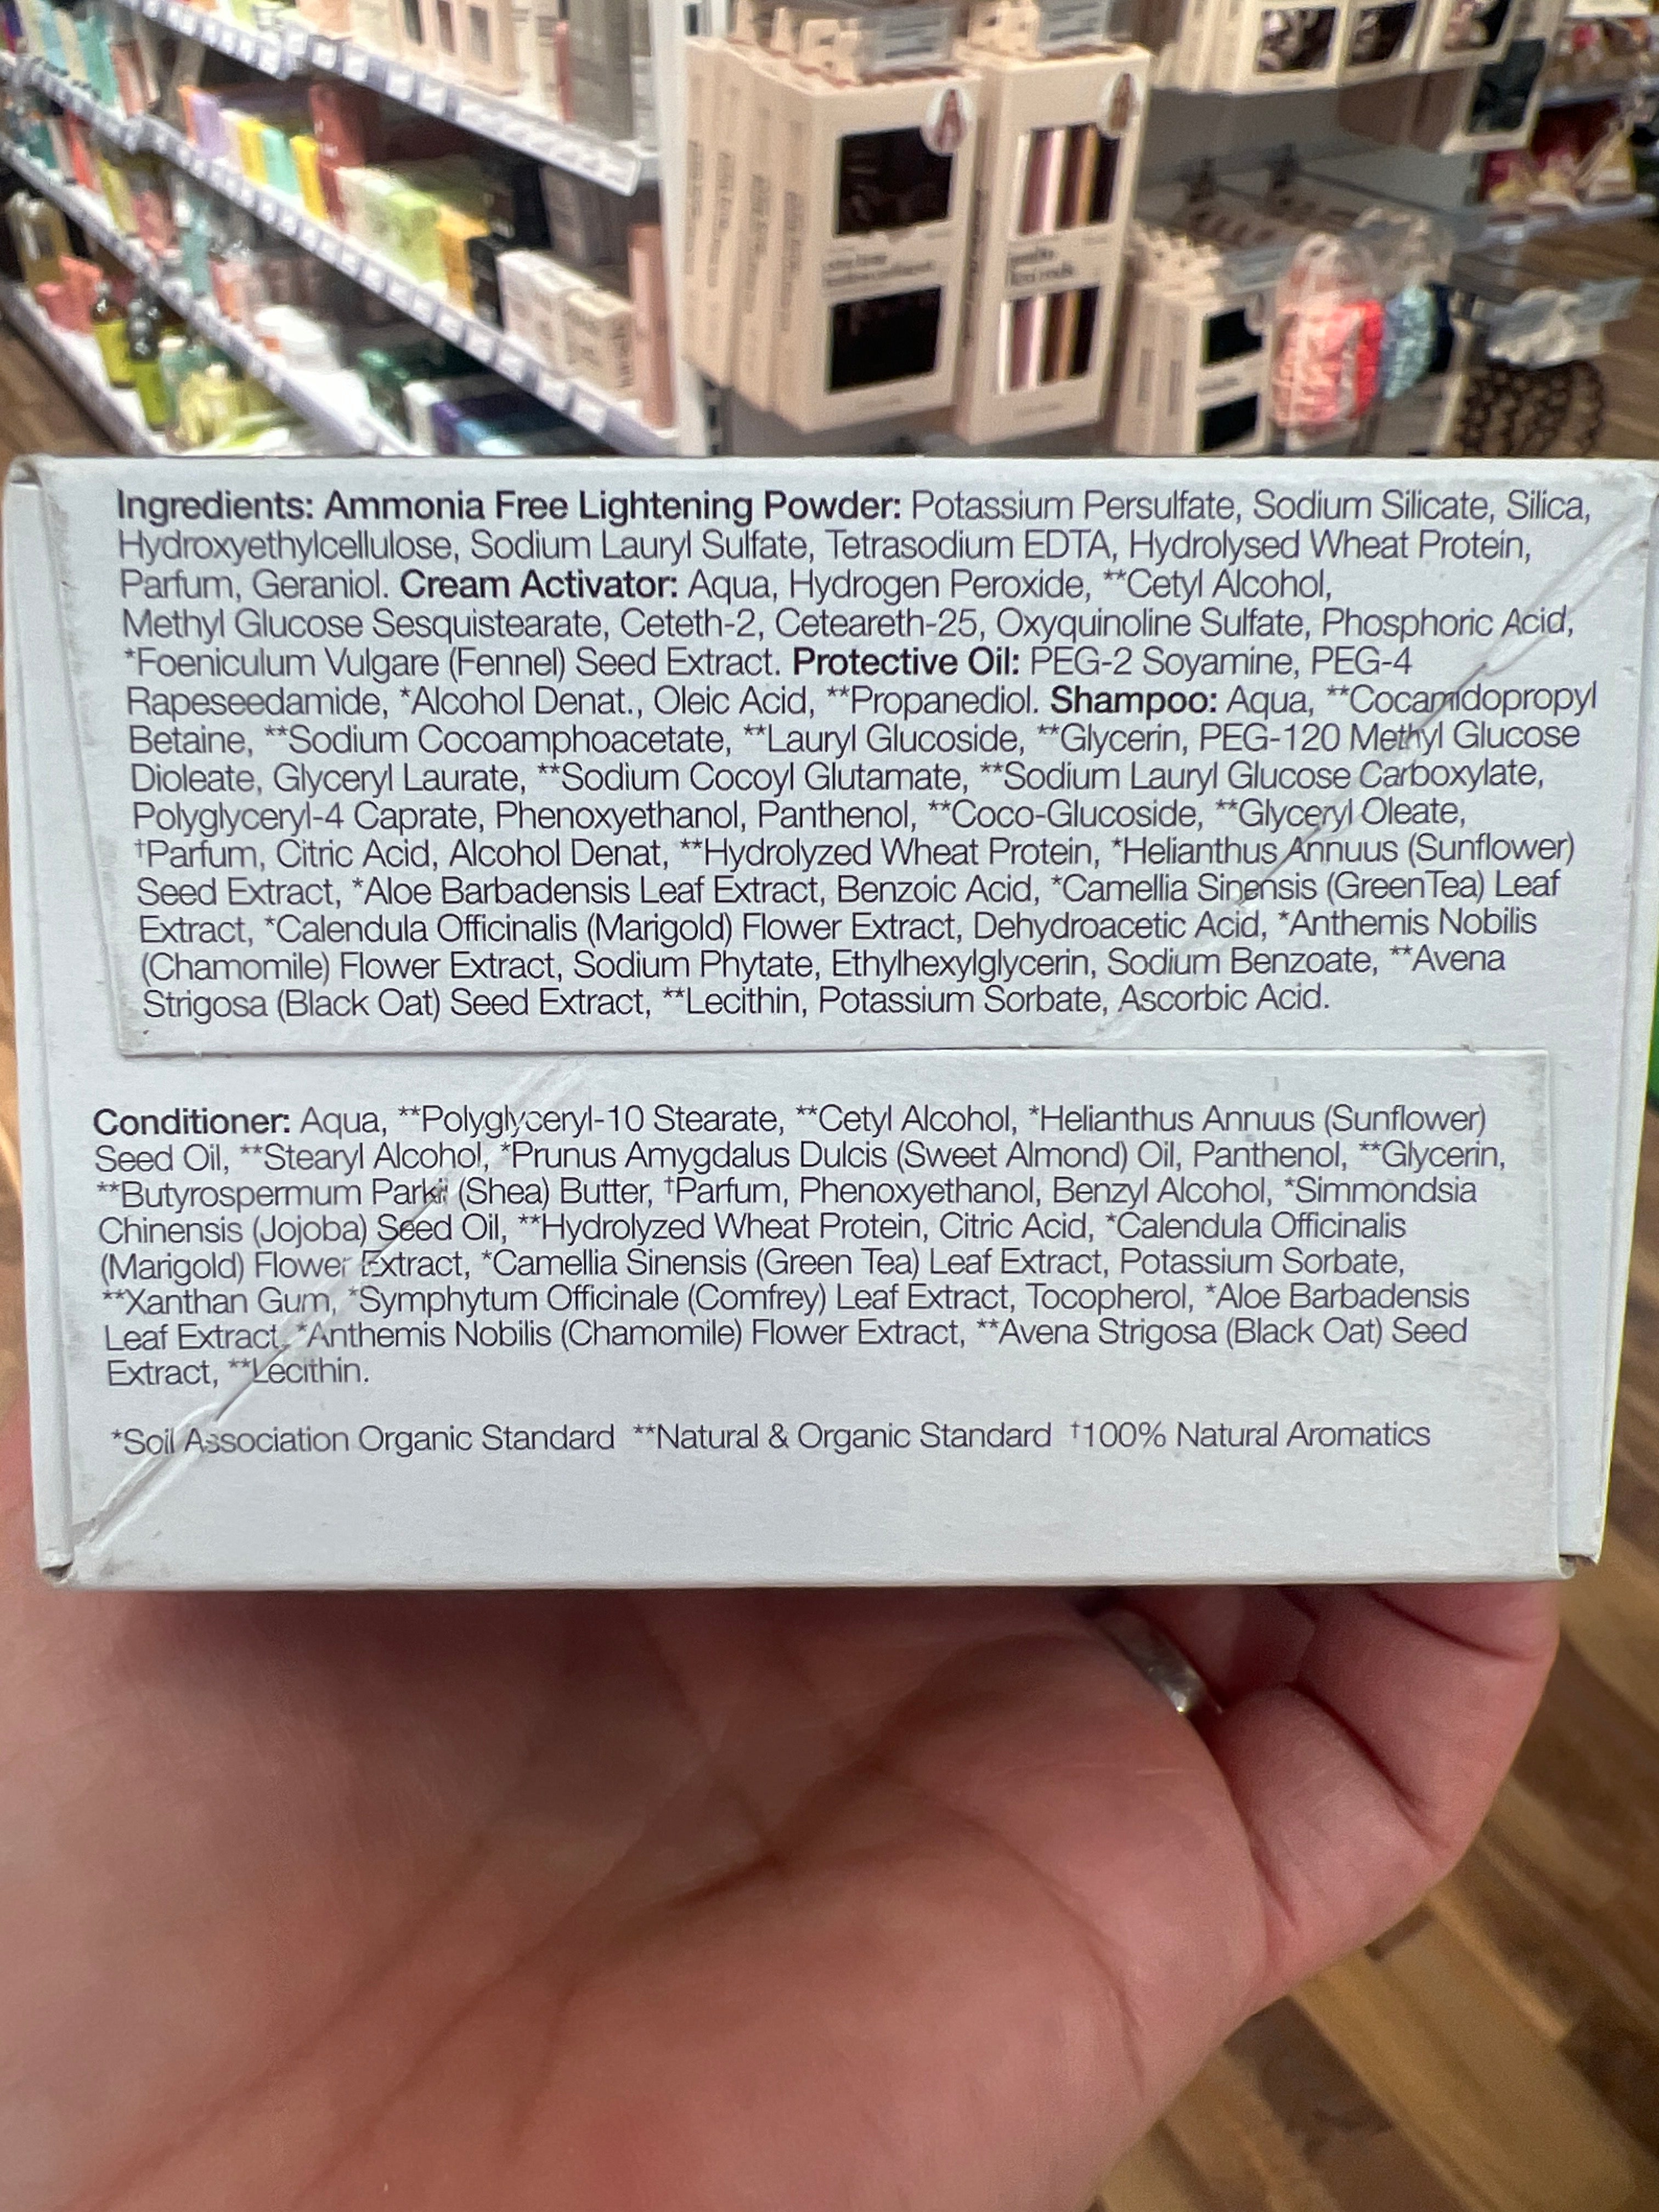 Ingredients: Ammonia Free Lightening Powder: Potassium Persulfate, Sodium Silicate, Silica,
Hydroxyethylcellulose, Sodium Lauryl Sulfate, Tetrasodium EDTA, Hydrolysed Wheat Protein,
Parfum, Geraniol. Cream Activator: Aqua, Hydrogen Peroxide, **Cetyl Alcohol,
Methyl Glucose Sesquistearate, Ceteth-2, Ceteareth-25, Oxyquinoline Sulfate, Phosphoric Acid,
*Foeniculum Vulgare (Fennel) Seed Extract. Protective Oil: PEG-2 Soyamine, PEG-4
Rapeseedamide, *Alcohol Denat., Oleic Acid, **Propanediol. Shampoo: Aqua, **Cocamidopropyl
Betaine, **Sodium Cocoamphoacetate, **Lauryl Glucoside, **Glycerin, PEG-120 Methyl Glucose
Dioleate, Glyceryl Laurate, **Sodium Cocoyl Glutamate, **Sodium Lauryl Glucose Carboxylate,
Polyglyceryl-4 Caprate, Phenoxyethanol, Panthenol, **Coco-Glucoside, **Glyceryl Oleate,
†Parfum, Citric Acid, Alcohol Denat, **Hydrolyzed Wheat Protein, *Helianthus Annuus (Sunflower)
Seed Extract, *Aloe Barbadensis Leaf Extract, Benzoic Acid, *Camellia Sinensis (GreenTea) Leaf
Extract, *Calendula Officinalis (Marigold) Flower Extract, Dehydroacetic Acid, *Anthemis Nobilis
(Chamomile) Flower Extract, Sodium Phytate, Ethylhexylglycerin, Sodium Benzoate, **Avena
Strigosa (Black Oat) Seed Extract, **Lecithin, Potassium Sorbate, Ascorbic Acid.
Conditioner: Aqua, **Polyglyceryl-10 Stearate, **Cetyl Alcohol, *Helianthus Annuus (Sunflower)
Seed Oil, **Stearyl Alcohol, *Prunus Amygdalus Dulcis (Sweet Almond) Oil, Panthenol, **Glycerin,
**Butyrospermum Parkii (Shea) Butter, †Parfum, Phenoxyethanol, Benzyl Alcohol, *Simmondsia
Chinensis (Jojoba) Seed Oil, **Hydrolyzed Wheat Protein, Citric Acid, *Calendula Officinalis
(Marigold) Flower Extract, *Camellia Sinensis (Green Tea) Leaf Extract, Potassium Sorbate,
**Xanthan Gum, *Symphytum Officinale (Comfrey) Leaf Extract, Tocopherol, *Aloe Barbadensis
Leaf Extract, *Anthemis Nobilis (Chamomile) Flower Extract, **Avena Strigosa (Black Oat) Seed
Extract, **Lecithin.
*Soil Association Organic Standard **Natural & Organic Standard †100% Natural Aromatics